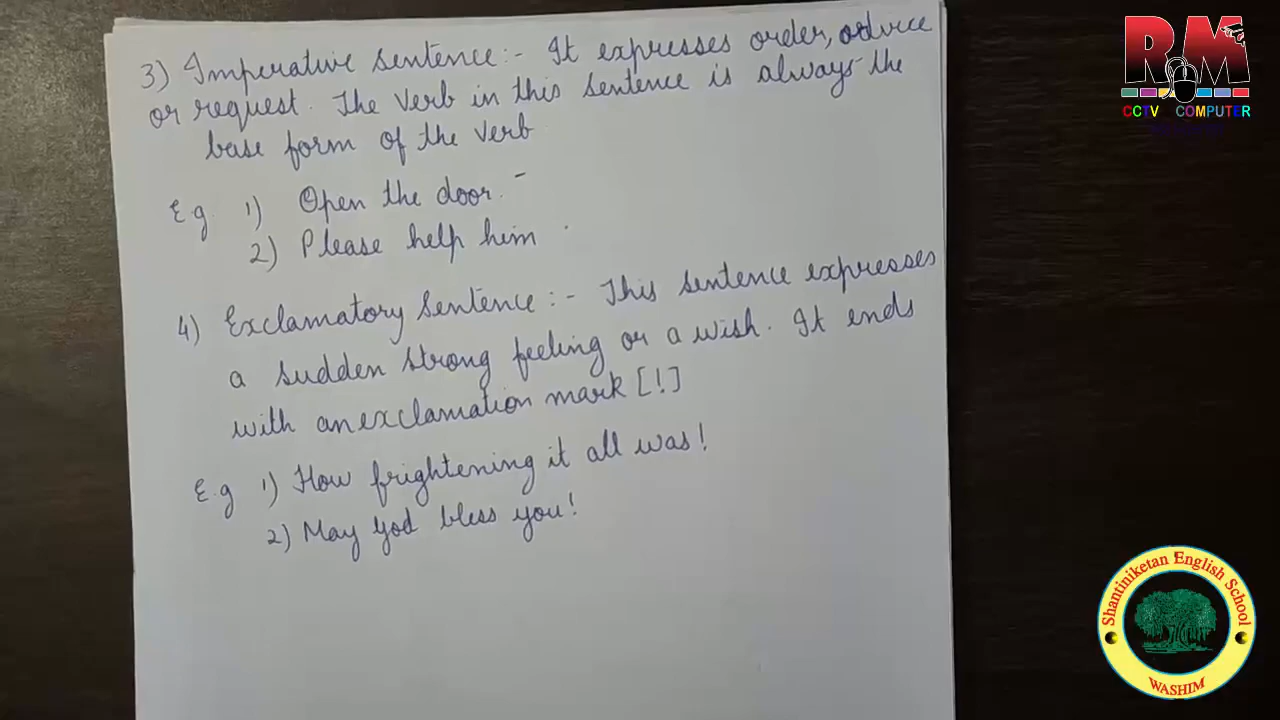 3) Imperative Sentence :- It expresses order, advice
or request. The Verb in this sentence is always the
base form of the Verb
E.g. 1) Open the door.
2) Please help him
4) Exclamatory Sentence :- This sentence expresses
a sudden strong feeling or a wish. It ends
with an exclamation mark [!]
E.g 1) How frightening it all was!
2) May God bless you!
RM
CCTV COMPUTER
Shantiniketan English School
WASHIM